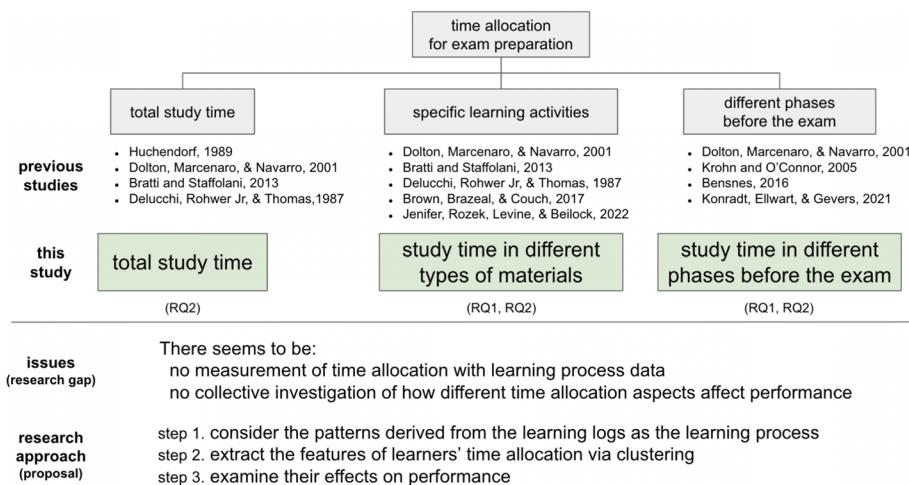 time allocation
for exam preparation
total study time
specific learning activities
different phases
before the exam
previous
studies
• Huchendorf, 1989
• Dolton, Marcenaro, & Navarro, 2001
• Bratti and Staffolani, 2013
• Delucchi, Rohwer Jr, & Thomas,1987
• Dolton, Marcenaro, & Navarro, 2001
• Bratti and Staffolani, 2013
• Delucchi, Rohwer Jr, & Thomas, 1987
• Brown, Brazeal, & Couch, 2017
• Jenifer, Rozek, Levine, & Beilock, 2022
• Dolton, Marcenaro, & Navarro, 2001
• Krohn and O’Connor, 2005
• Bensnes, 2016
• Konradt, Ellwart, & Gevers, 2021
this
study
total study time
study time in different
types of materials
study time in different
phases before the exam
(RQ2)
(RQ1, RQ2)
(RQ1, RQ2)
issues
(research gap)
There seems to be:
no measurement of time allocation with learning process data
no collective investigation of how different time allocation aspects affect performance
research
approach
(proposal)
step 1. consider the patterns derived from the learning logs as the learning process
step 2. extract the features of learners’ time allocation via clustering
step 3. examine their effects on performance